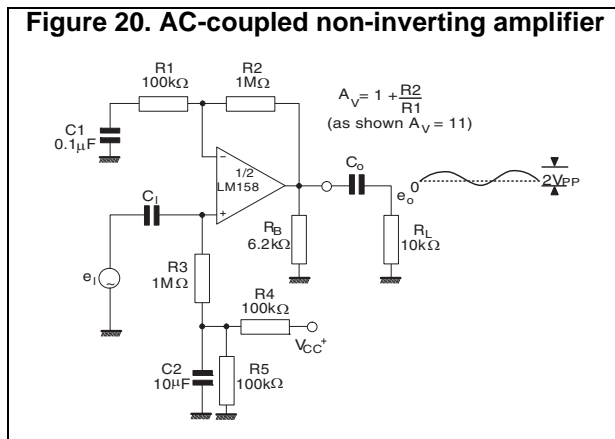 Figure 20. AC-coupled non-inverting amplifier
R1
100kΩ
R2
1MΩ
A_V = 1 + R2/R1
(as shown A_V = 11)
C1
0.1μF
1/2
LM158
C_I
C_o
e_o
0
2V_PP
R_B
6.2kΩ
R_L
10kΩ
e_I
~
R3
1MΩ
R4
100kΩ
V_CC+
C2
10μF
R5
100kΩ